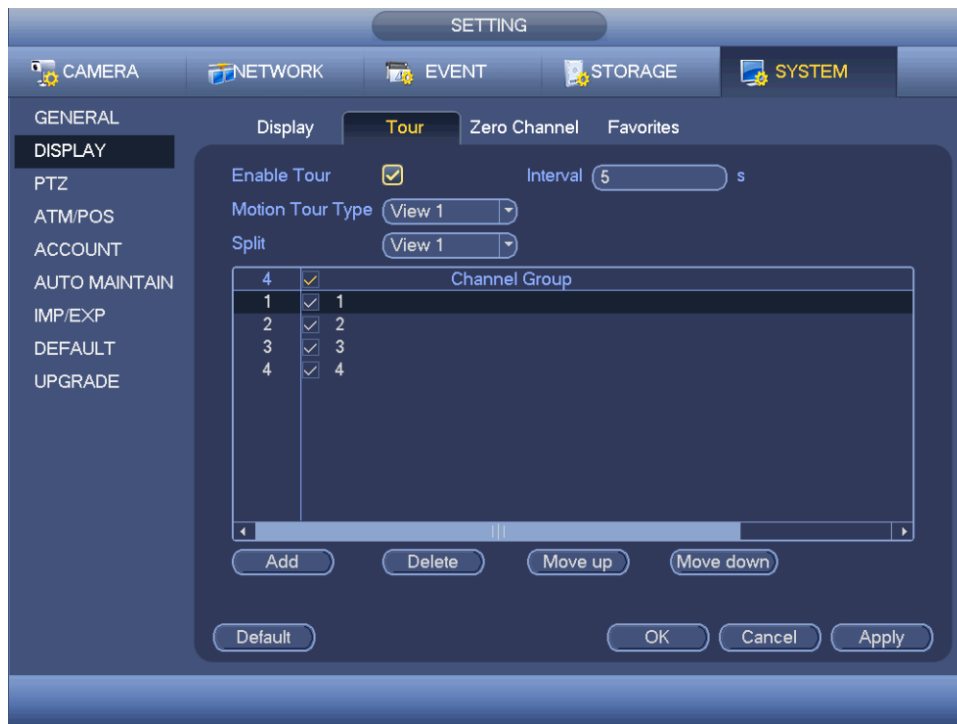 SETTING
CAMERA NETWORK EVENT STORAGE SYSTEM
GENERAL
DISPLAY
PTZ
ATM/POS
ACCOUNT
AUTO MAINTAIN
IMP/EXP
DEFAULT
UPGRADE
Display Tour Zero Channel Favorites
Enable Tour Interval 5 s
Motion Tour Type View 1
Split View 1
4 Channel Group
1 1
2 2
3 3
4 4
Add Delete Move up Move down
Default OK Cancel Apply